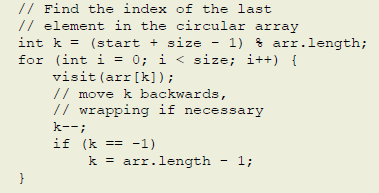 // Find the index of the last
// element in the circular array
int k = (start + size - 1) % arr.length;
for (int i = 0; i < size; i++) {
    visit(arr[k]);
    // move k backwards,
    // wrapping if necessary
    k--;
    if (k == -1)
        k = arr.length - 1;
}